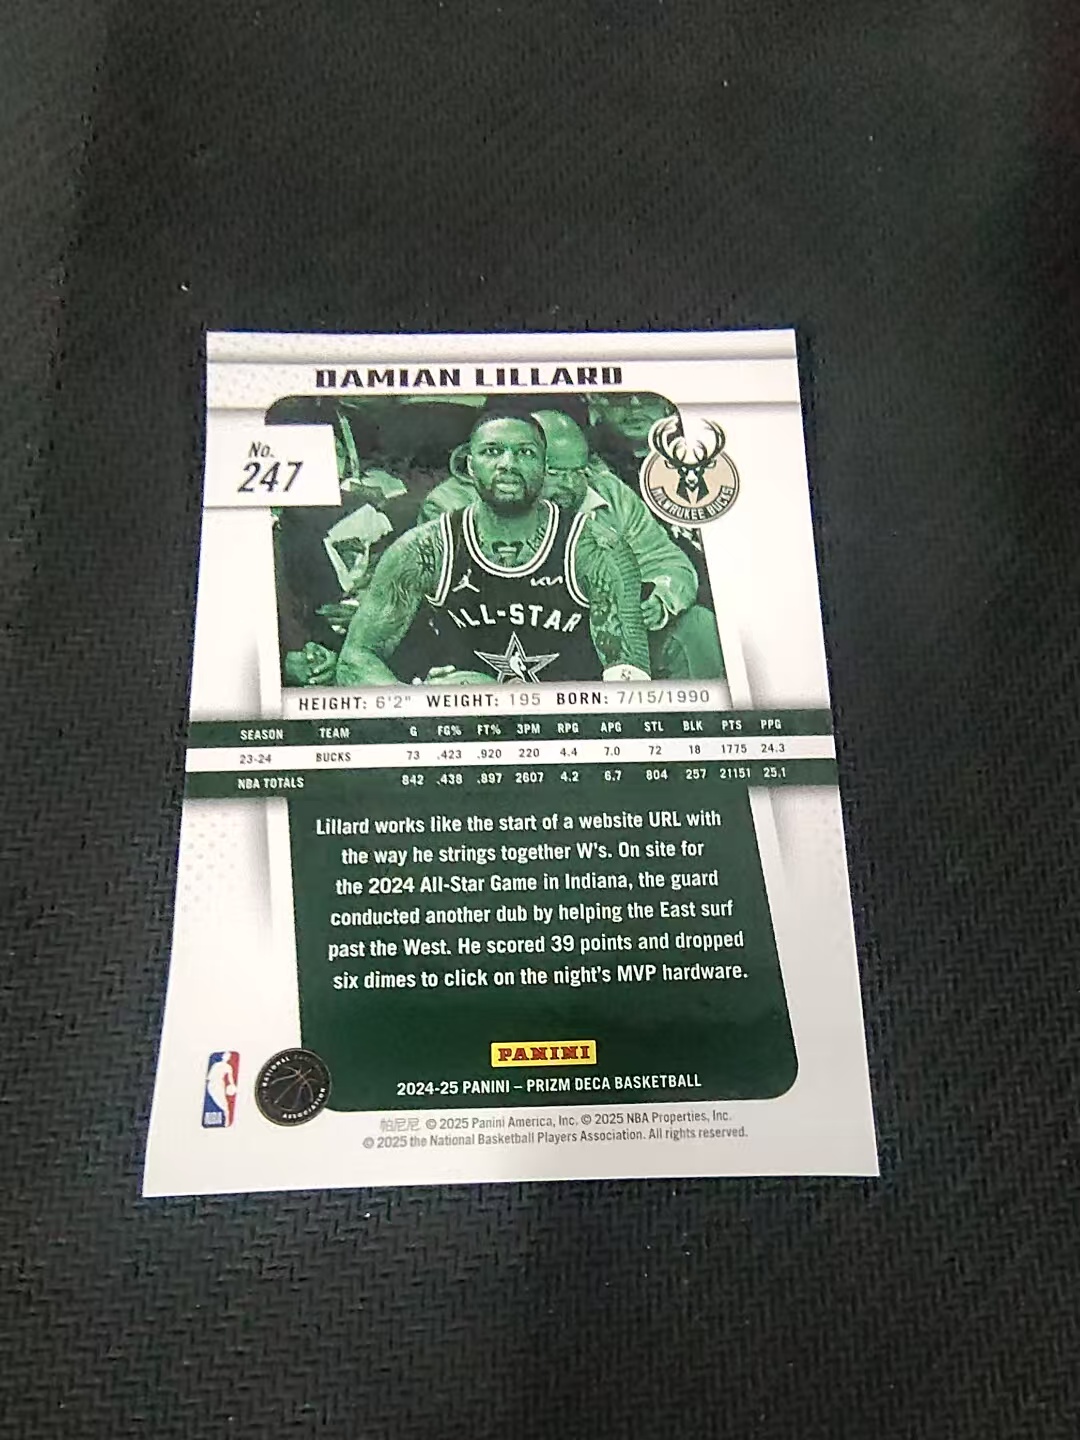 DAMIAN LILLARD
No.
247
MILWAUKEE BUCKS
ALL-STAR
HEIGHT: 6'2" WEIGHT: 195 BORN: 7/15/1990
SEASON TEAM G FG% FT% 3PM RPG APG STL BLK PTS PPG
23-24 BUCKS 73 .423 .920 220 4.4 7.0 72 18 1775 24.3
NBA TOTALS 842 .438 .897 2607 4.2 6.7 804 257 21151 25.1
Lillard works like the start of a website URL with
the way he strings together W's. On site for
the 2024 All-Star Game in Indiana, the guard
conducted another dub by helping the East surf
past the West. He scored 39 points and dropped
six dimes to click on the night's MVP hardware.
PANINI
2024-25 PANINI – PRIZM DECA BASKETBALL
NBA
帕尼尼 © 2025 Panini America, Inc. © 2025 NBA Properties, Inc.
© 2025 the National Basketball Players Association. All rights reserved.